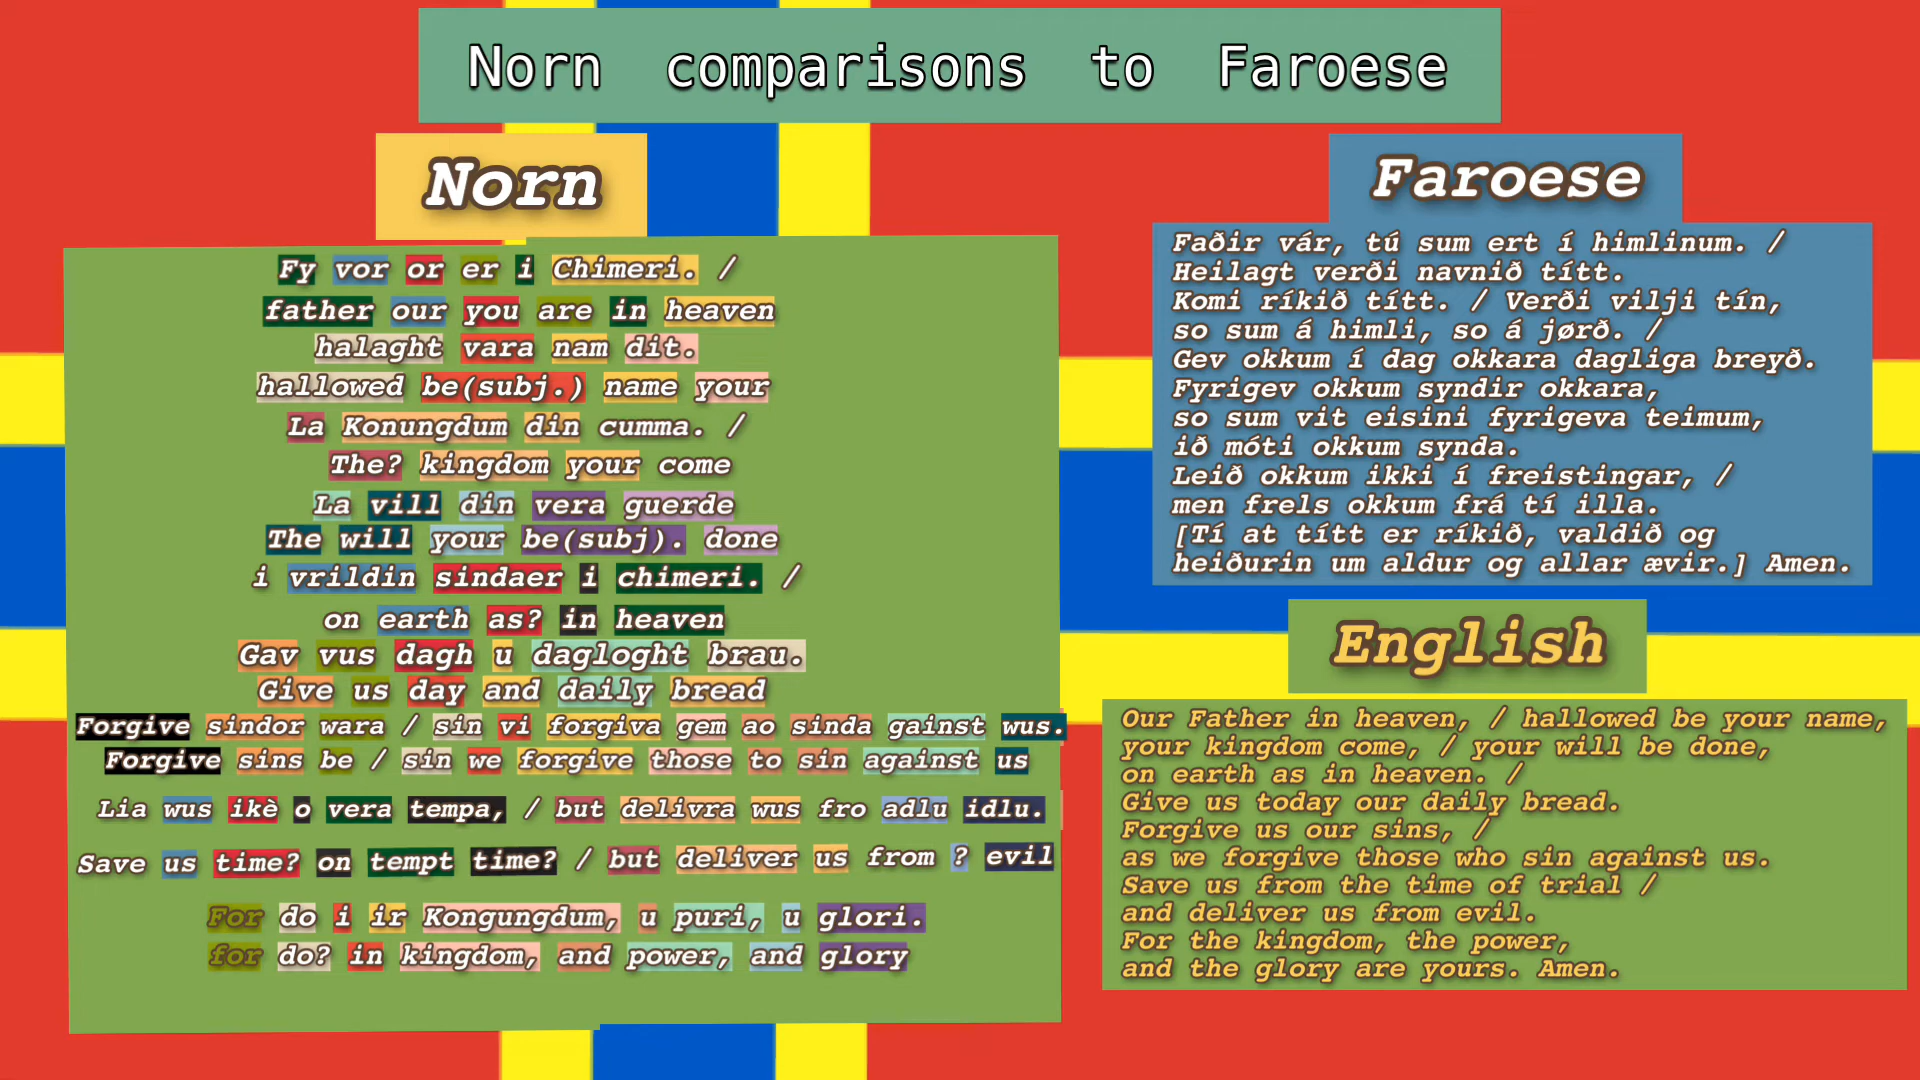 Norn comparisons to Faroese
Norn
Fy vor or er i Chimeri. /
father our you are in heaven
halaght vara nam dit.
hallowed be(subj.) name your
La Konungdum din cumma. /
The? kingdom your come
La vill din vera guerde
The will your be(subj). done
i vrildin sindaer i chimeri. /
on earth as? in heaven
Gav vus dagh u dagloght brau.
Give us day and daily bread
Forgive sindor wara / sin vi forgiva gem ao sinda gainst wus.
Forgive sins be / sin we forgive those to sin against us
Lia wus ikè o vera tempa, / but delivra wus fro adlu idlu.
Save us time? on tempt time? / but deliver us from ? evil
For do i ir Kongungdum, u puri, u glori.
for do? in kingdom, and power, and glory
Faroese
Faðir vár, tú sum ert í himlinum. /
Heilagt verði navnið títt.
Komi ríkið títt. / Verði vilji tín,
so sum á himli, so á jørð. /
Gev okkum í dag okkara dagliga breyð.
Fyrigev okkum syndir okkara,
so sum vit eisini fyrigeva teimum,
ið móti okkum synda.
Leið okkum ikki í freistingar, /
men frels okkum frá tí illa.
[Tí at títt er ríkið, valdið og
heiðurin um aldur og allar ævir.] Amen.
English
Our Father in heaven, / hallowed be your name,
your kingdom come, / your will be done,
on earth as in heaven. /
Give us today our daily bread.
Forgive us our sins, /
as we forgive those who sin against us.
Save us from the time of trial /
and deliver us from evil.
For the kingdom, the power,
and the glory are yours. Amen.